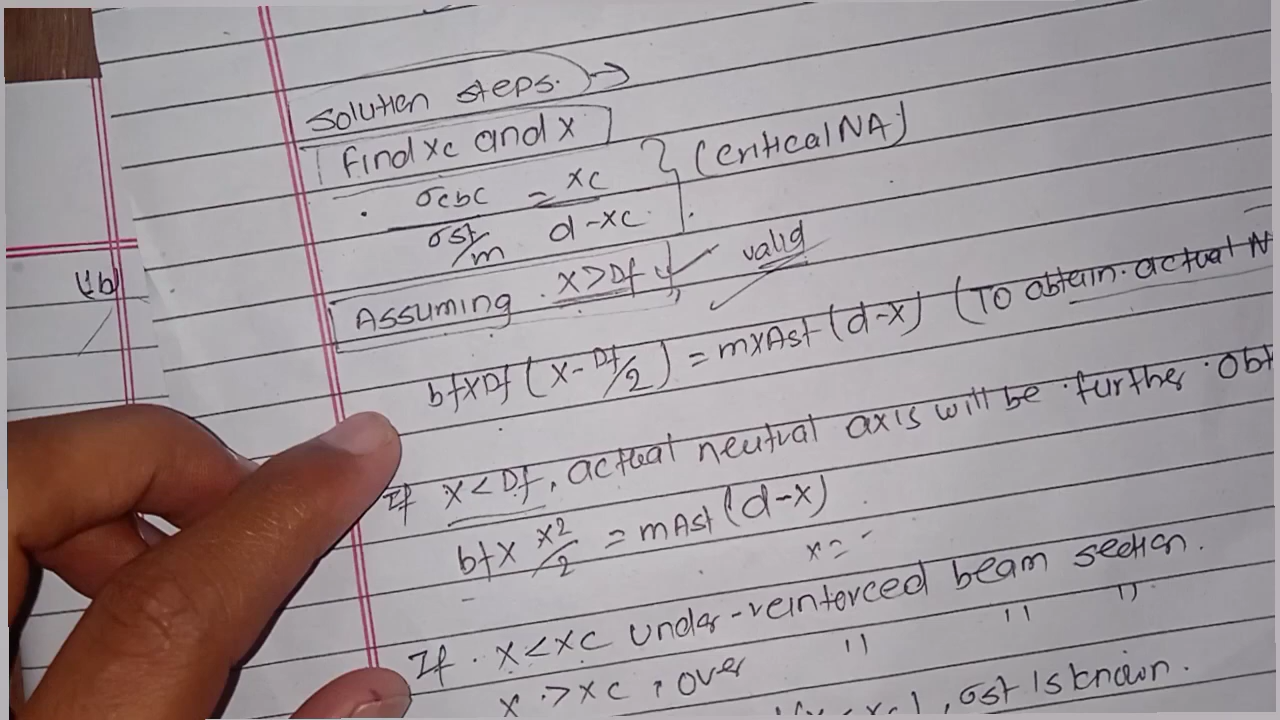 Solution steps. →
Find xc and x
σcbc / (σst/m) = xc / (d-xc) } (critical NA)
Assuming x>Df valid
bf×Df (x-Df/2) = m×Ast (d-x) (To obtain actual N
(b)
If x<Df, actual neutral axis will be further obt
bf× x2/2 = mAst (d-x)
x = -
If x<xc under-reinforced beam section.
x >xc, over " " "
, σst is known.